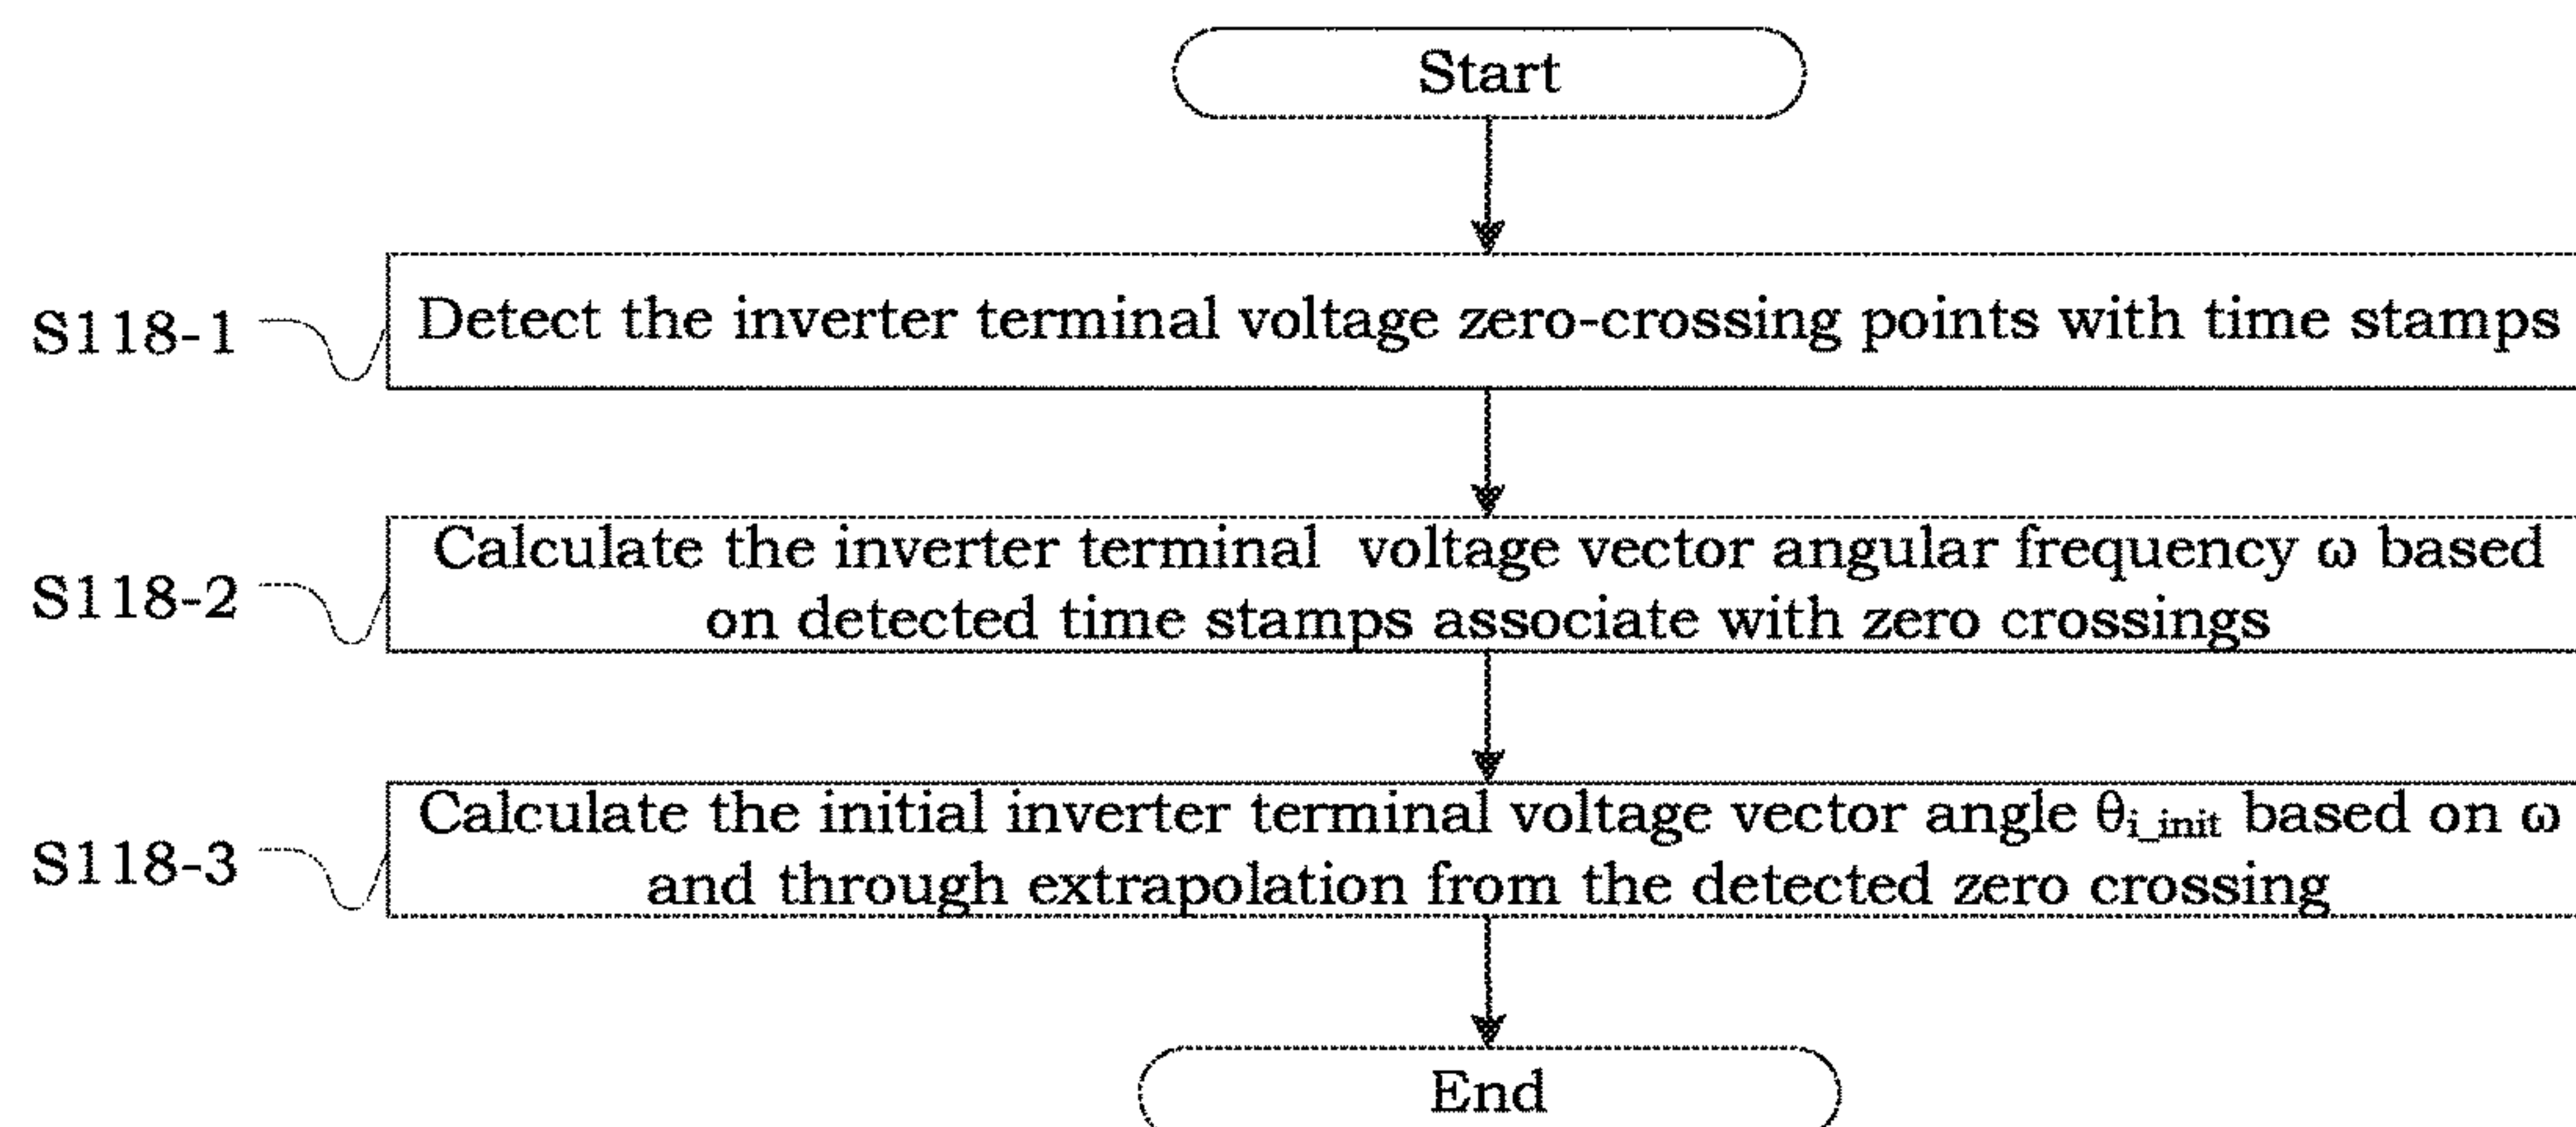 Start
S118-1
Detect the inverter terminal voltage zero-crossing points with time stamps
S118-2
Calculate the inverter terminal voltage vector angular frequency ω based
on detected time stamps associate with zero crossings
S118-3
Calculate the initial inverter terminal voltage vector angle θi_init based on ω
and through extrapolation from the detected zero crossing
End